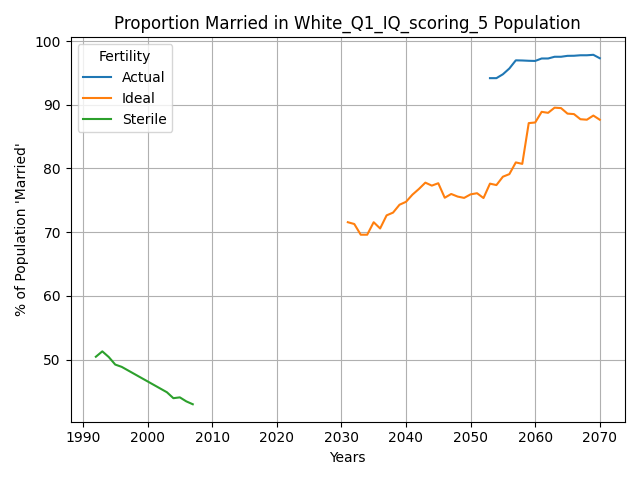 Proportion Married in White_Q1_IQ_scoring_5 Population
% of Population 'Married'
100
90
80
70
60
50
Fertility
Actual
Ideal
Sterile
1990 2000 2010 2020 2030 2040 2050 2060 2070
Years